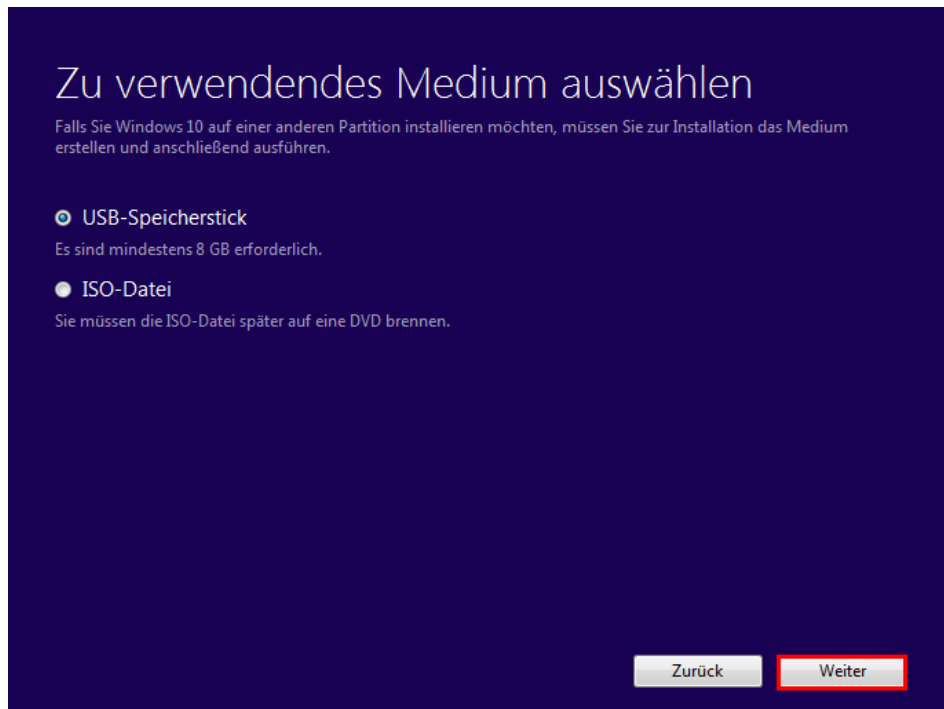 Zu verwendendes Medium auswählen
Falls Sie Windows 10 auf einer anderen Partition installieren möchten, müssen Sie zur Installation das Medium
erstellen und anschließend ausführen.
USB-Speicherstick
Es sind mindestens 8 GB erforderlich.
ISO-Datei
Sie müssen die ISO-Datei später auf eine DVD brennen.
Zurück Weiter